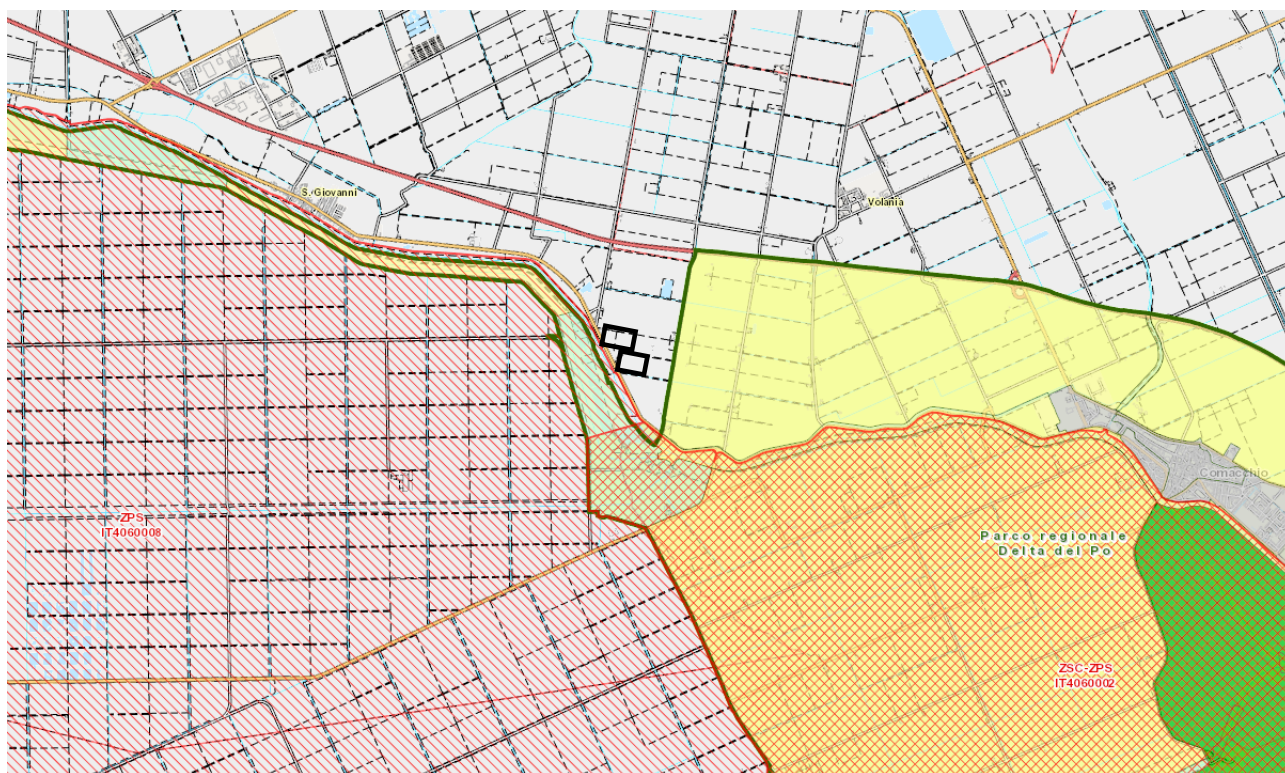 S. Giovanni
Volania
Comacchio
ZPS
IT4060008
Parco regionale
Delta del Po
ZSC-ZPS
IT4060002